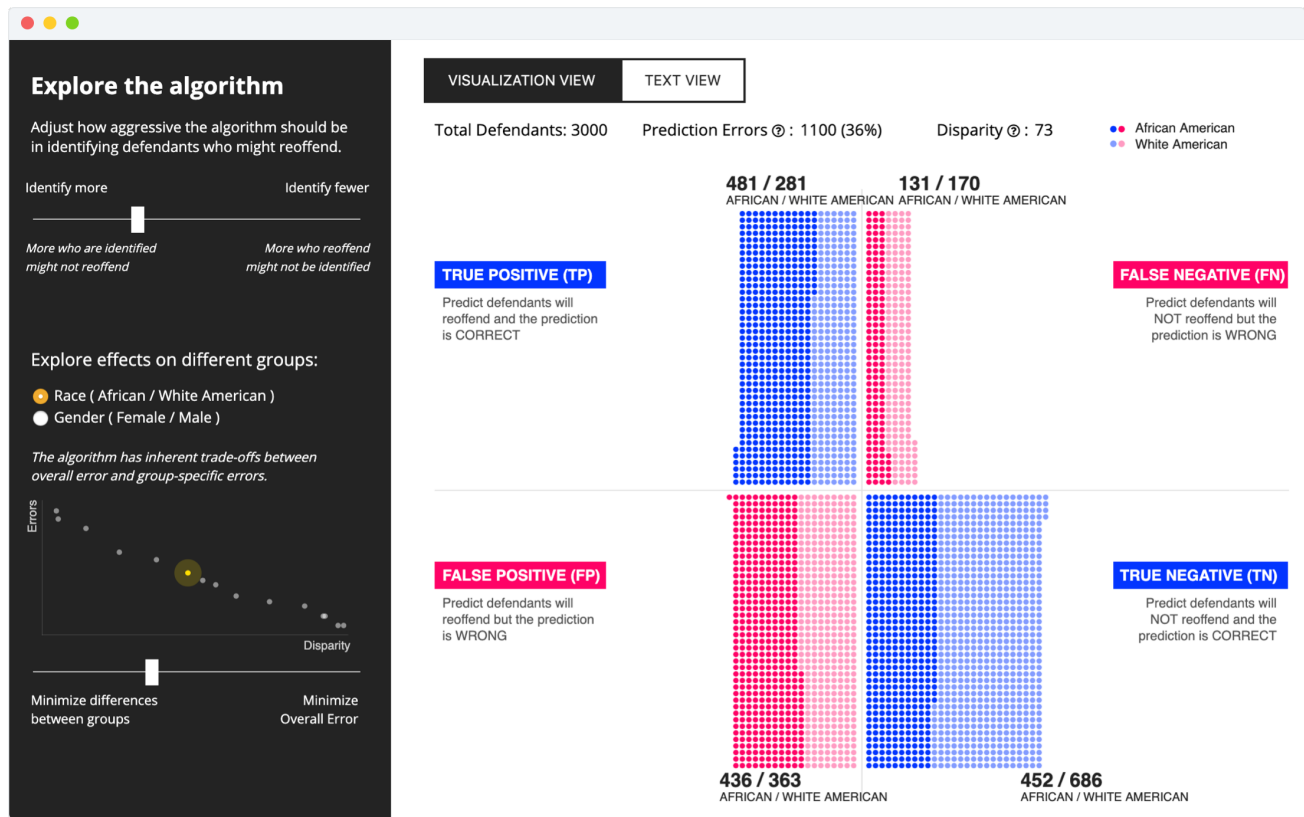 Explore the algorithm
Adjust how aggressive the algorithm should be
in identifying defendants who might reoffend.
Identify more
Identify fewer
More who are identified
might not reoffend
More who reoffend
might not be identified
Explore effects on different groups:
Race ( African / White American )
Gender ( Female / Male )
The algorithm has inherent trade-offs between
overall error and group-specific errors.
Errors
Disparity
Minimize differences
between groups
Minimize
Overall Error
VISUALIZATION VIEW
TEXT VIEW
Total Defendants: 3000
Prediction Errors ? : 1100 (36%)
Disparity ? : 73
African American
White American
481 / 281
AFRICAN / WHITE AMERICAN
131 / 170
AFRICAN / WHITE AMERICAN
TRUE POSITIVE (TP)
Predict defendants will
reoffend and the prediction
is CORRECT
FALSE NEGATIVE (FN)
Predict defendants will
NOT reoffend but the
prediction is WRONG
FALSE POSITIVE (FP)
Predict defendants will
reoffend but the prediction
is WRONG
TRUE NEGATIVE (TN)
Predict defendants will
NOT reoffend and the
prediction is CORRECT
436 / 363
AFRICAN / WHITE AMERICAN
452 / 686
AFRICAN / WHITE AMERICAN